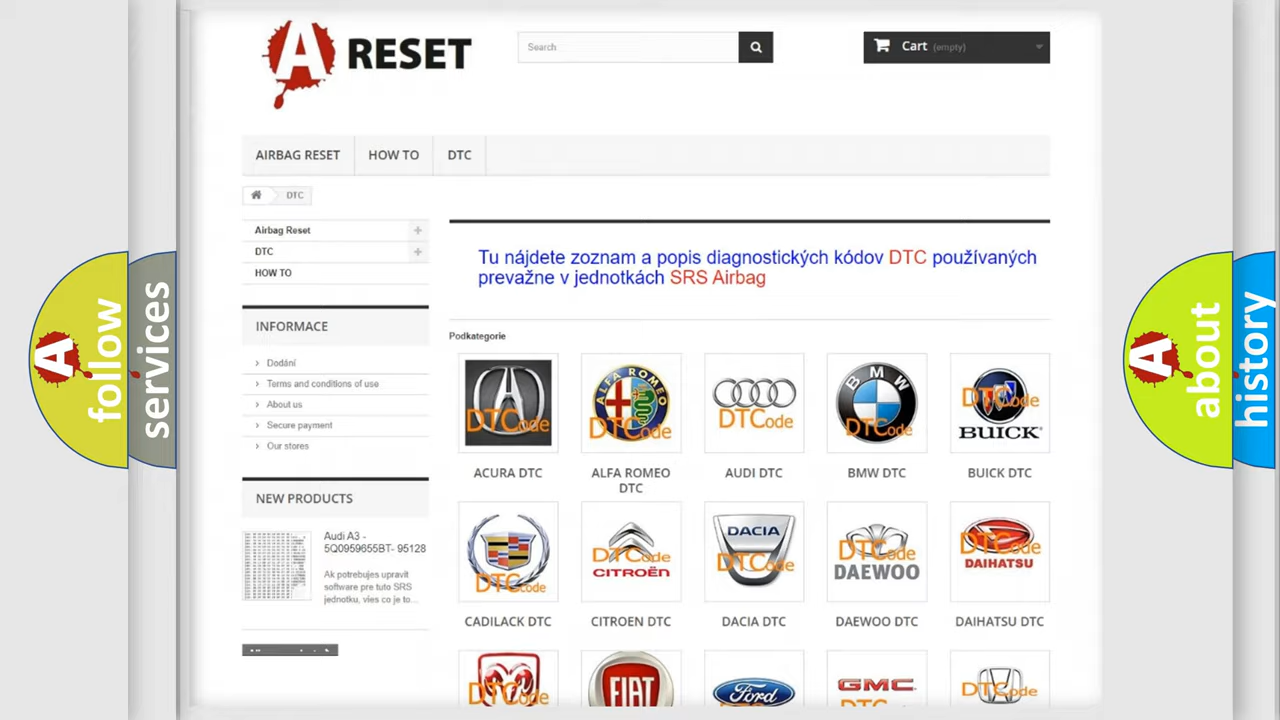 A RESET
Search
Cart (empty)
AIRBAG RESET
HOW TO
DTC
DTC
Airbag Reset
DTC
HOW TO
INFORMACE
Dodání
Terms and conditions of use
About us
Secure payment
Our stores
NEW PRODUCTS
Audi A3 -
5Q0959655BT- 95128
Ak potrebujes upravit
software pre tuto SRS
jednotku, vies co je to...
Tu nájdete zoznam a popis diagnostických kódov DTC používaných
prevažne v jednotkách SRS Airbag
Podkategorie
DTCode
ALFA ROMEO
DTCode
DTCode
BMW
DTCode
DTCode
BUICK
ACURA DTC
ALFA ROMEO
DTC
AUDI DTC
BMW DTC
BUICK DTC
DTCode
DTCode
CITROËN
DACIA
DTCode
DTCode
DAEWOO
DTCode
DAIHATSU
CADILACK DTC
CITROEN DTC
DACIA DTC
DAEWOO DTC
DAIHATSU DTC
DTCode
FIAT
Ford
GMC
DTCode
A follow
services
A about
history